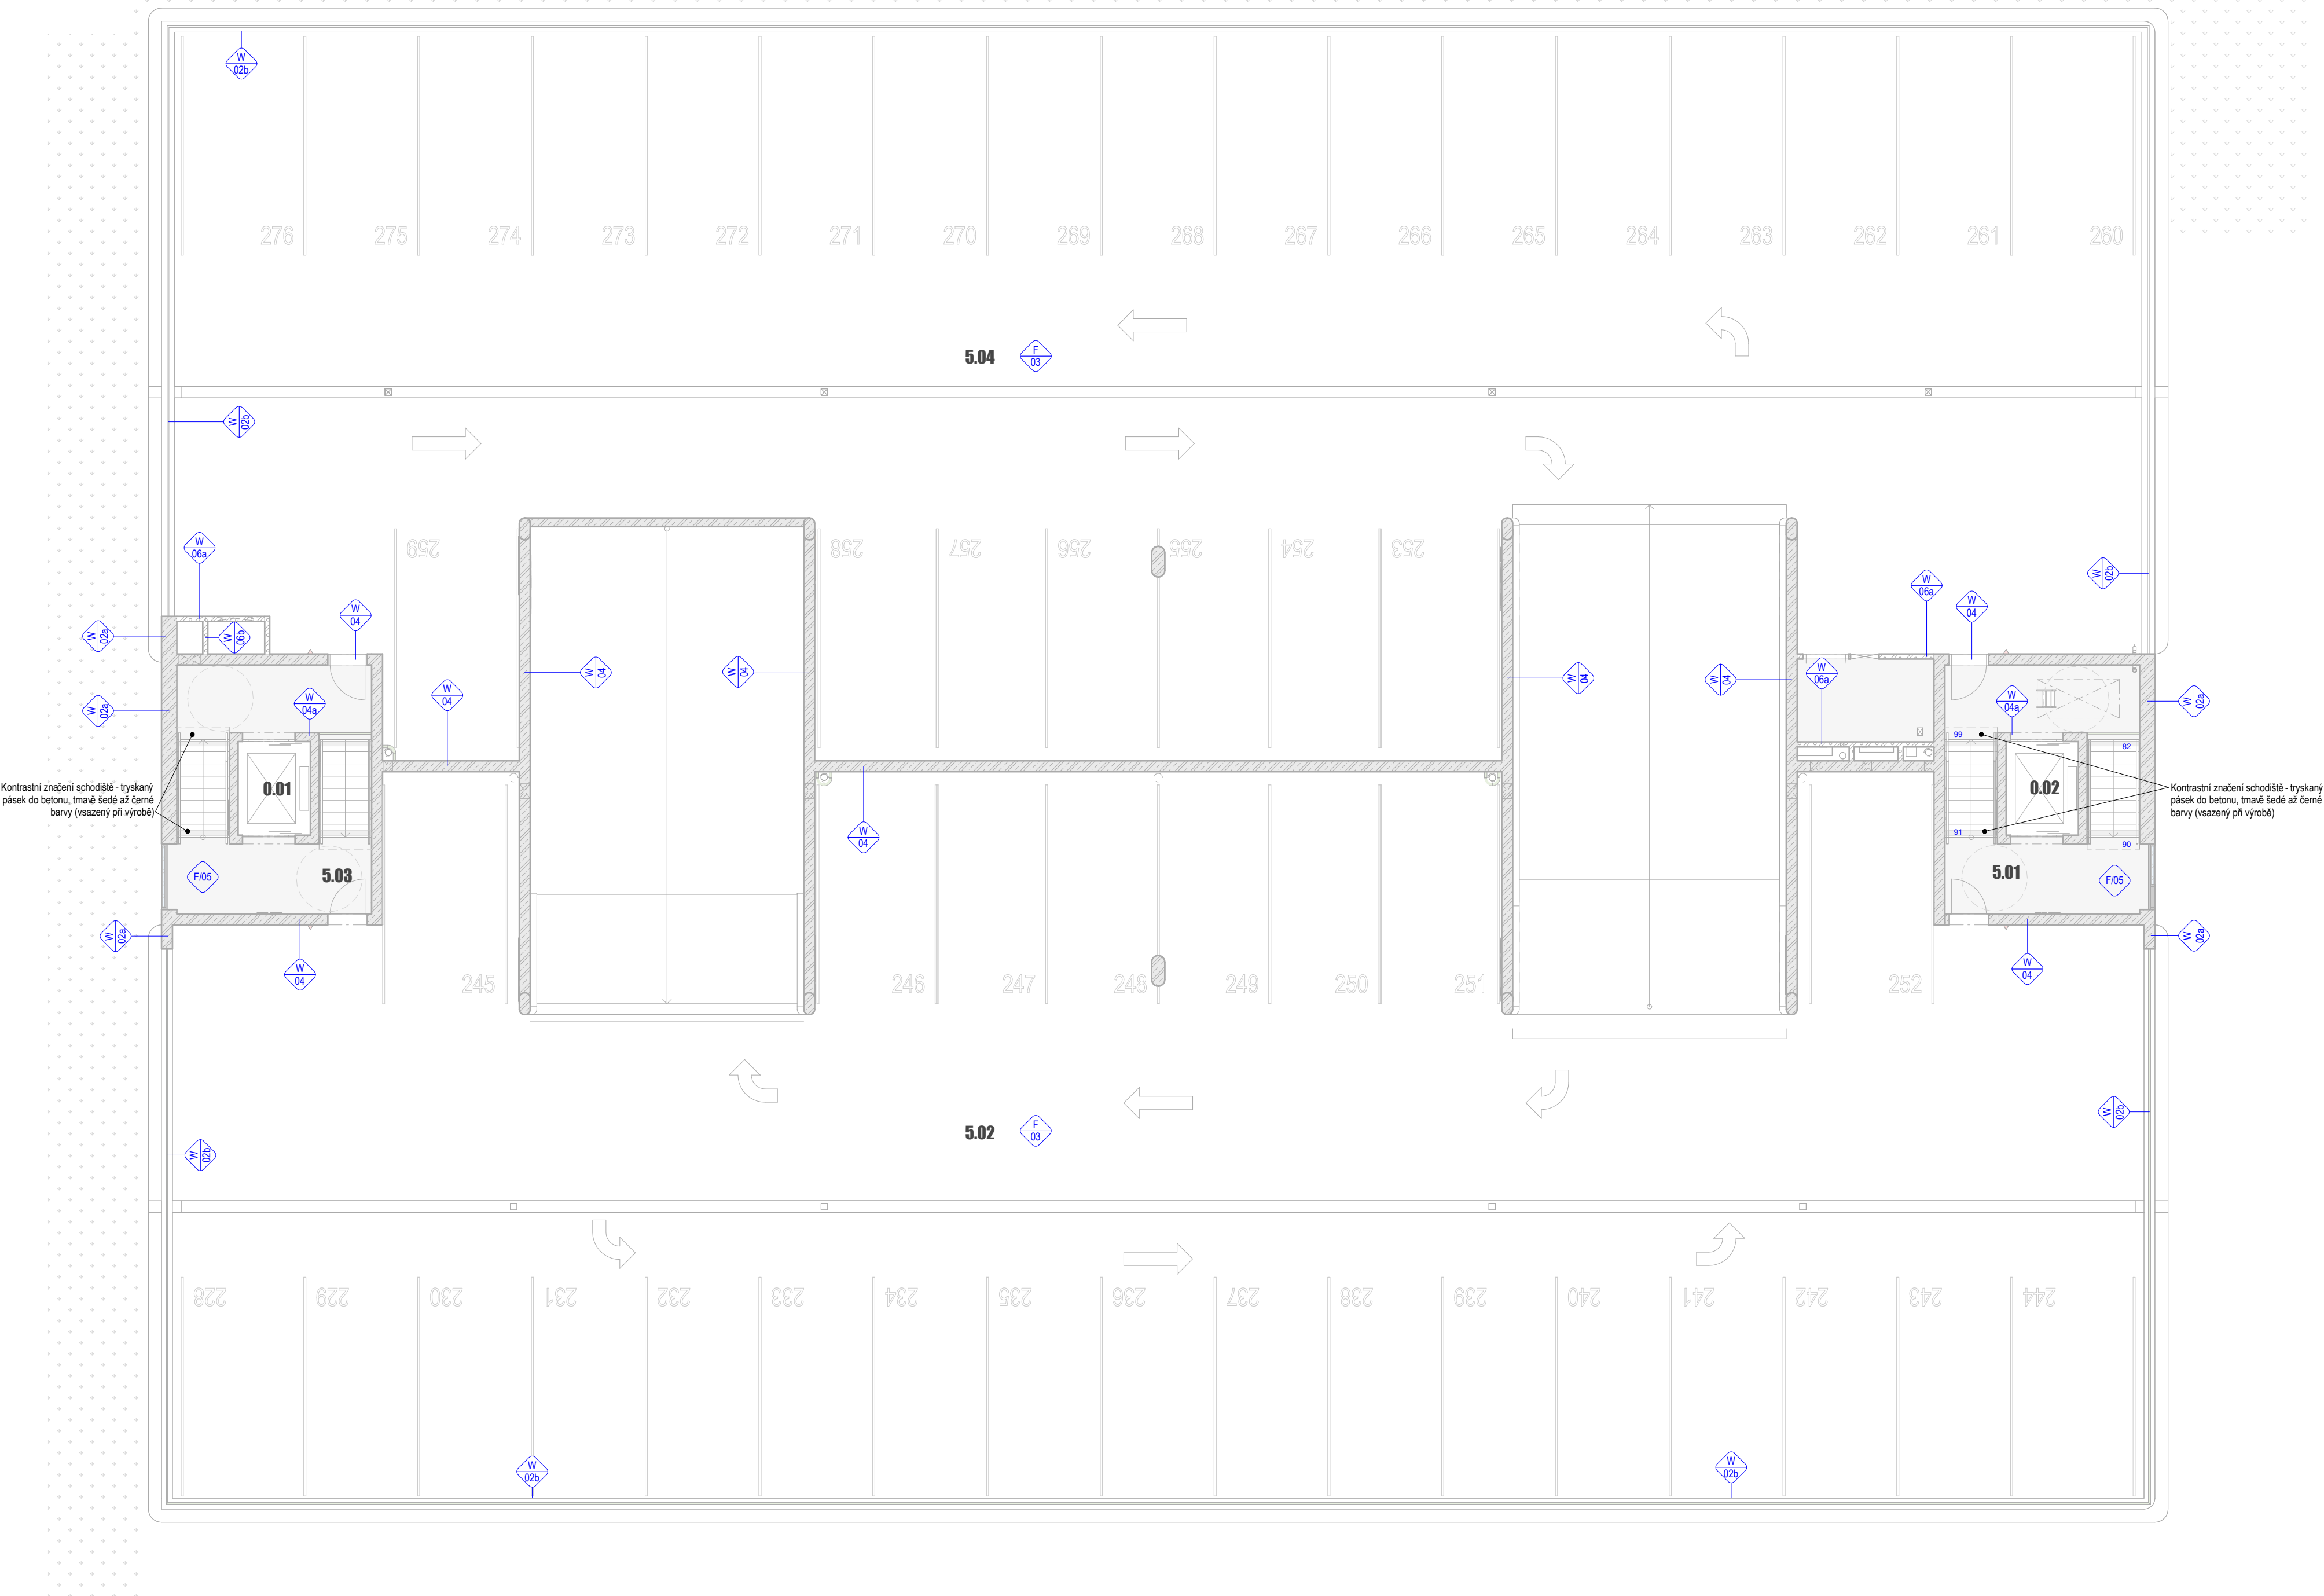 W
02b
276 275 274 273 272 271 270 269 268 267 266 265 264 263 262 261 260
5.04
F
03
W
02b
259 258 257 256 255 254 253
W
06a
W
02b
W
06a
W
04
W
04
W
02a
W
06b
W
04
W
04
W
04
W
04
W
06a
W
04
W
02a
W
04a
W
04a
W
02a
99
82
Kontrastní značení schodiště - tryskaný
pásek do betonu, tmavě šedé až černé
barvy (vsazený při výrobě)
0.01
0.02
Kontrastní značení schodiště - tryskaný
pásek do betonu, tmavě šedé až černé
barvy (vsazený při výrobě)
W
04
91
90
F/05
5.03
5.01
F/05
W
02a
W
02a
W
04
W
04
245 246 247 248 249 250 251 252
W
02b
5.02
F
03
W
02b
228 229 230 231 232 233 234 235 236 237 238 239 240 241 242 243 244
W
02b
W
02b